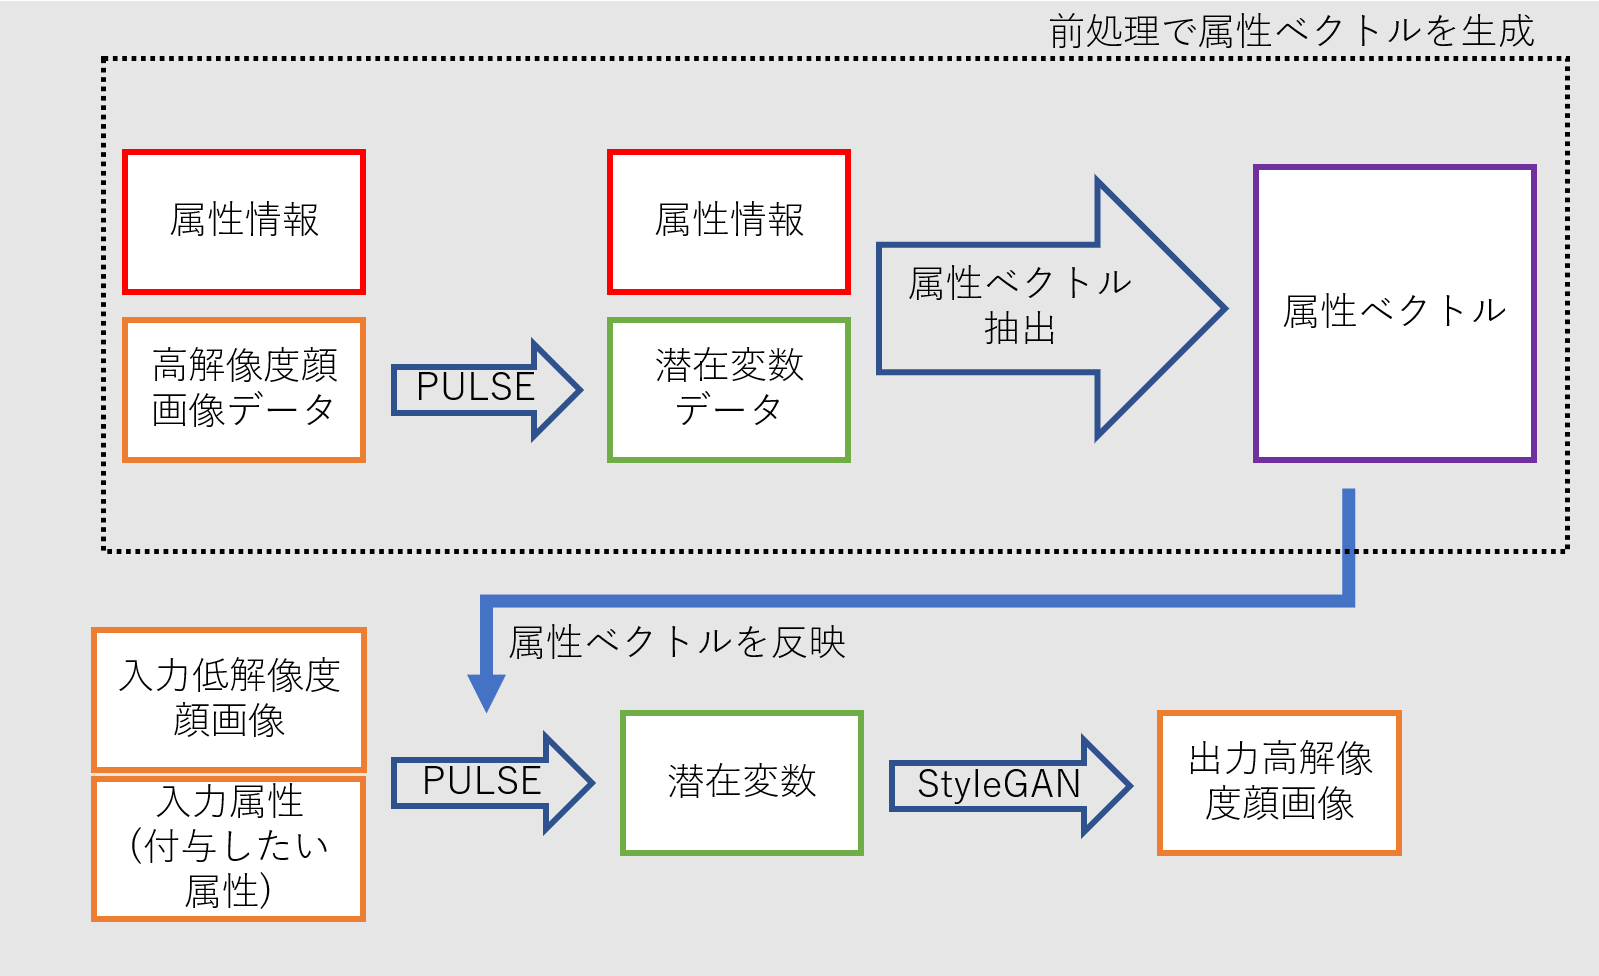 前処理で属性ベクトルを生成
属性情報
属性情報
属性ベクトル
抽出
属性ベクトル
高解像度顔
画像データ
PULSE
潜在変数
データ
属性ベクトルを反映
入力低解像度
顔画像
入力属性
(付与したい
属性)
PULSE
潜在変数
StyleGAN
出力高解像
度顔画像